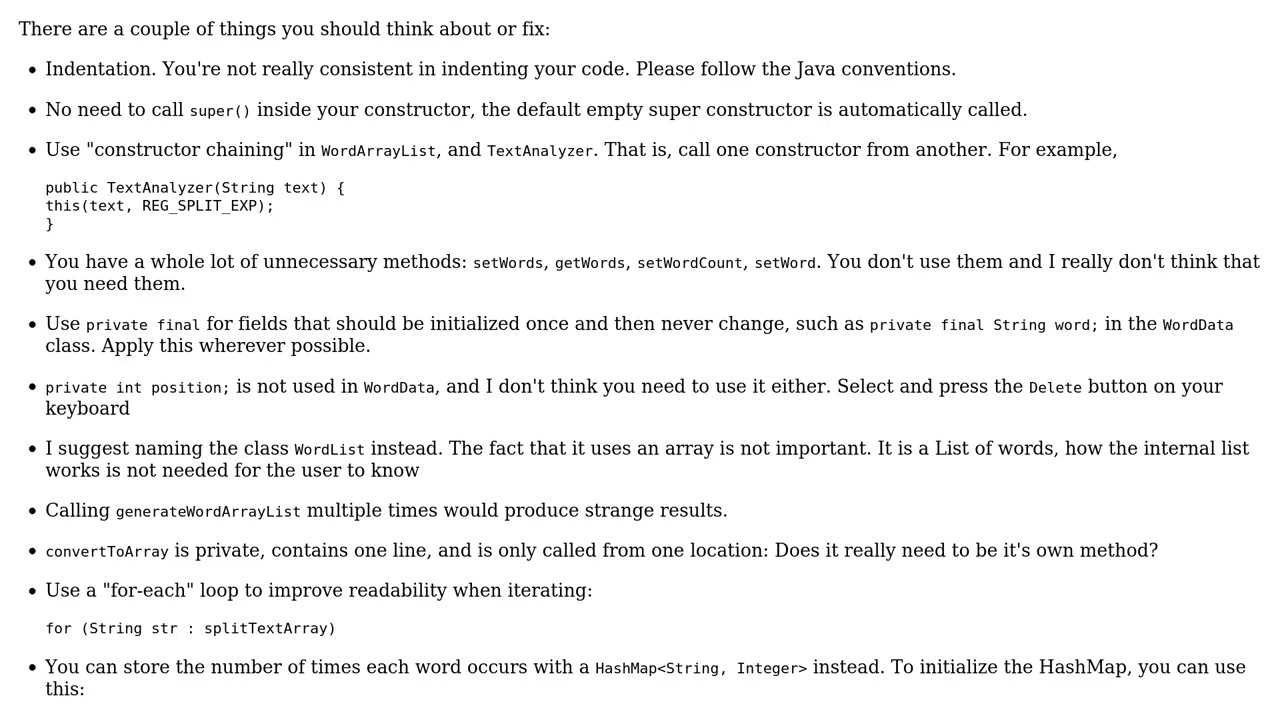 There are a couple of things you should think about or fix:
• Indentation. You're not really consistent in indenting your code. Please follow the Java conventions.
• No need to call super() inside your constructor, the default empty super constructor is automatically called.
• Use "constructor chaining" in WordArrayList, and TextAnalyzer. That is, call one constructor from another. For example,
public TextAnalyzer(String text) {
this(text, REG_SPLIT_EXP);
}
• You have a whole lot of unnecessary methods: setWords, getWords, setWordCount, setWord. You don't use them and I really don't think that
you need them.
• Use private final for fields that should be initialized once and then never change, such as private final String word; in the WordData
class. Apply this wherever possible.
• private int position; is not used in WordData, and I don't think you need to use it either. Select and press the Delete button on your
keyboard
• I suggest naming the class WordList instead. The fact that it uses an array is not important. It is a List of words, how the internal list
works is not needed for the user to know
• Calling generateWordArrayList multiple times would produce strange results.
• convertToArray is private, contains one line, and is only called from one location: Does it really need to be it's own method?
• Use a "for-each" loop to improve readability when iterating:
for (String str : splitTextArray)
• You can store the number of times each word occurs with a HashMap<String, Integer> instead. To initialize the HashMap, you can use
this: